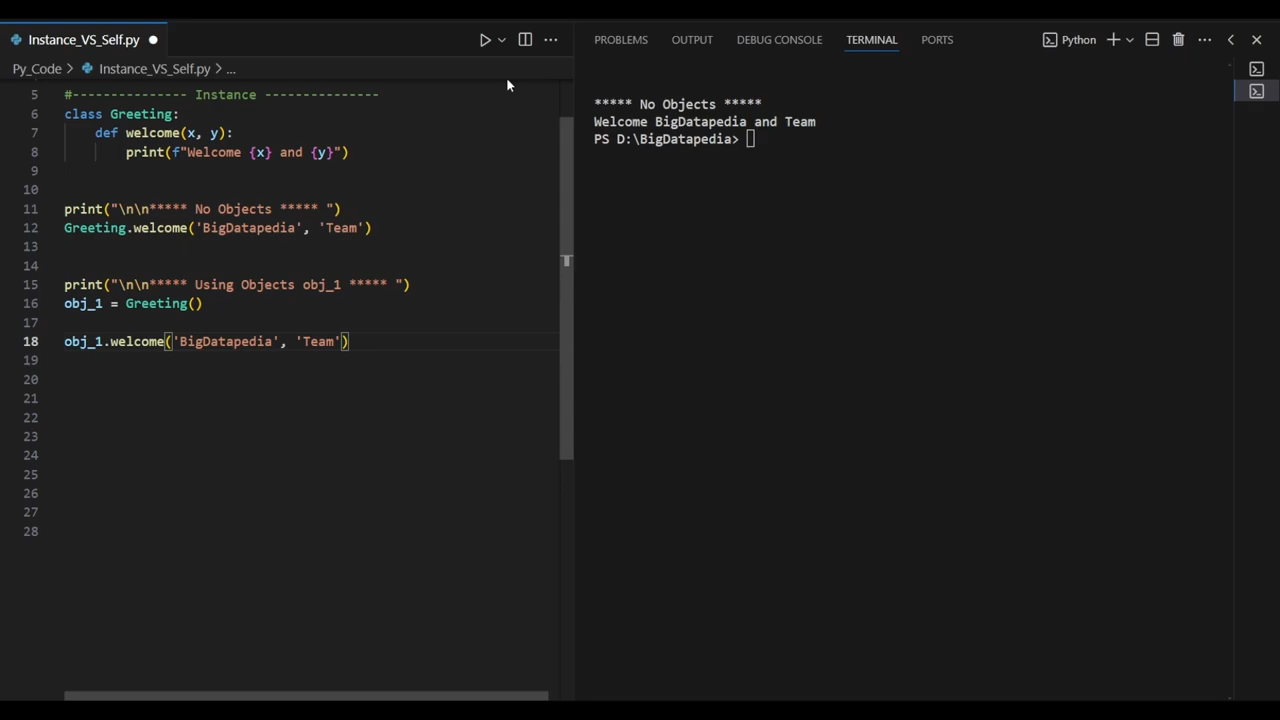 Instance_VS_Self.py
Py_Code > Instance_VS_Self.py > ...
5 #--------------- Instance ---------------
6 class Greeting:
7 def welcome(x, y):
8 print(f"Welcome {x} and {y}")
9
10
11 print("\n\n***** No Objects ***** ")
12 Greeting.welcome('BigDatapedia', 'Team')
13
14
15 print("\n\n***** Using Objects obj_1 ***** ")
16 obj_1 = Greeting()
17
18 obj_1.welcome('BigDatapedia', 'Team')
19
20
21
22
23
24
25
26
27
28
PROBLEMS OUTPUT DEBUG CONSOLE TERMINAL PORTS Python
***** No Objects *****
Welcome BigDatapedia and Team
PS D:\BigDatapedia>